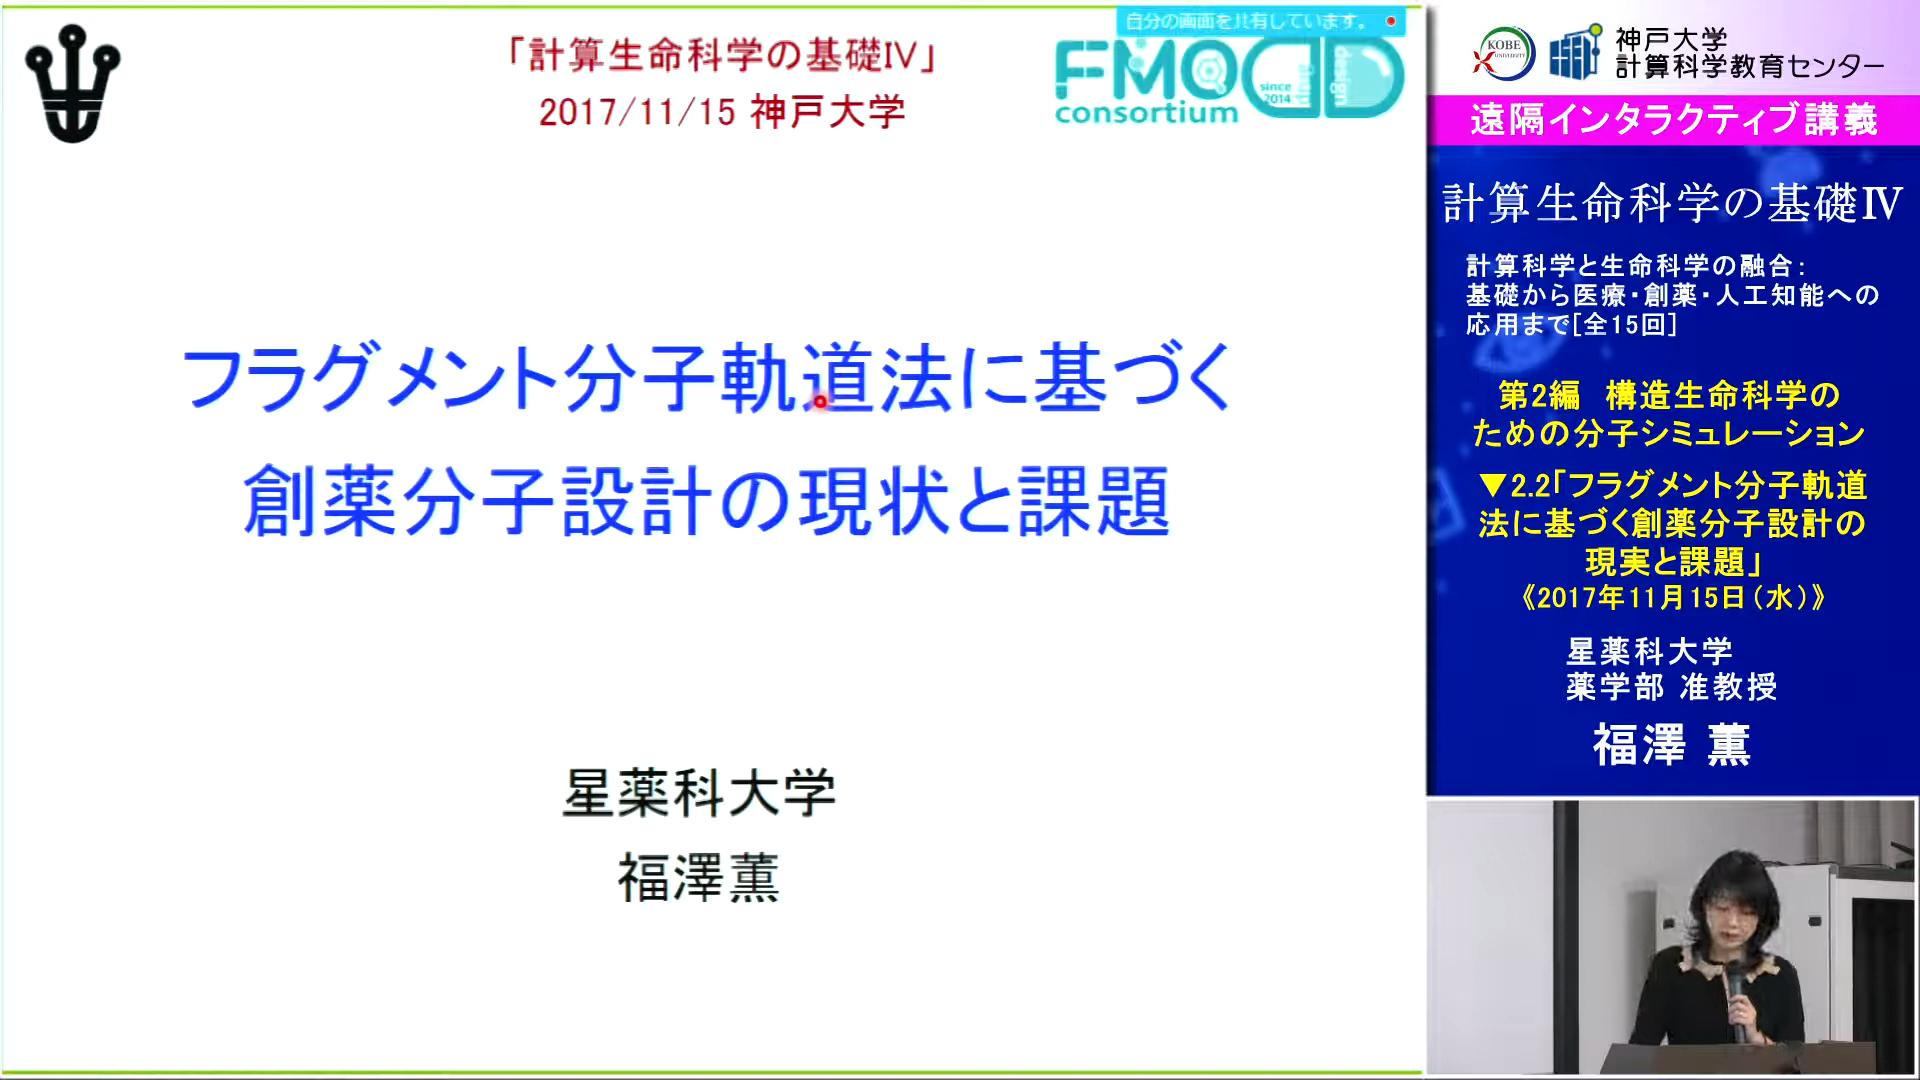 「計算生命科学の基礎Ⅳ」
2017/11/15 神戸大学
自分の画面を共有しています。
FMO
consortium
since
2014
design
フラグメント分子軌道法に基づく
創薬分子設計の現状と課題
星薬科大学
福澤薫
KOBE
UNIVERSITY
神戸大学
計算科学教育センター
遠隔インタラクティブ講義
計算生命科学の基礎Ⅳ
計算科学と生命科学の融合：
基礎から医療・創薬・人工知能への
応用まで[全15回]
第2編 構造生命科学の
ための分子シミュレーション
▼2.2「フラグメント分子軌道
法に基づく創薬分子設計の
現実と課題」
《2017年11月15日（水）》
星薬科大学
薬学部 准教授
福澤 薫